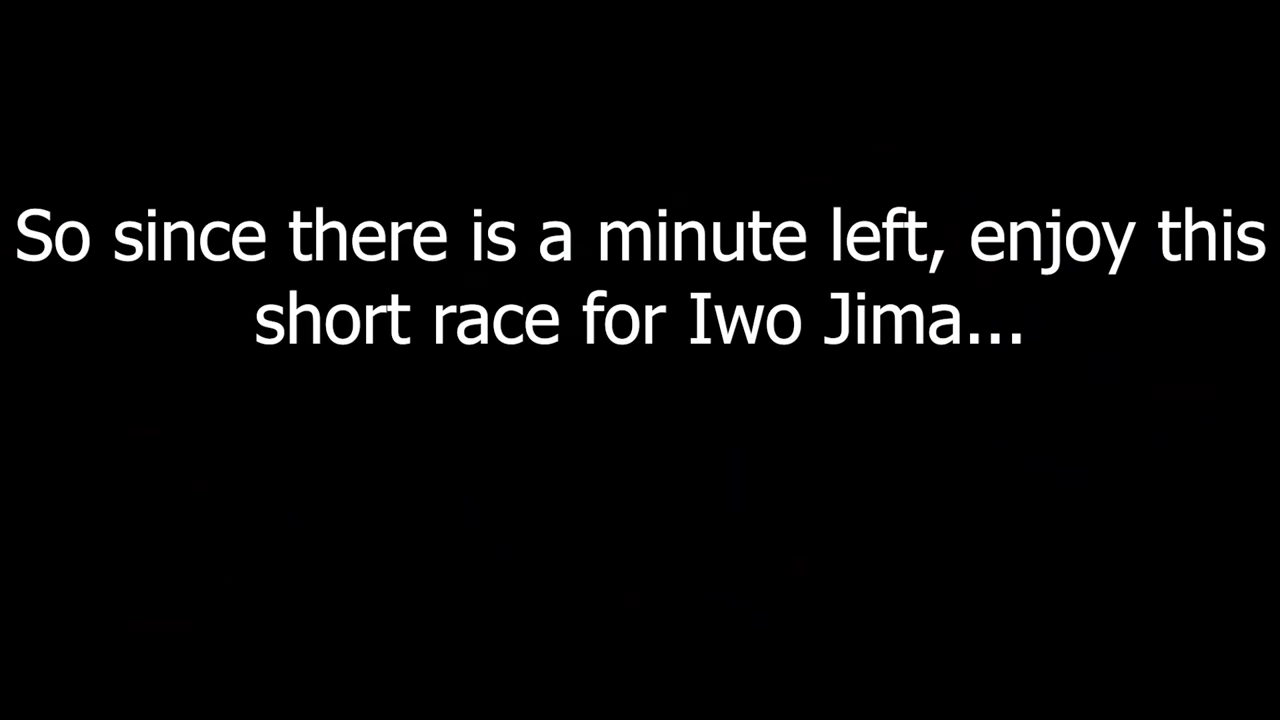 So since there is a minute left, enjoy this
short race for Iwo Jima...